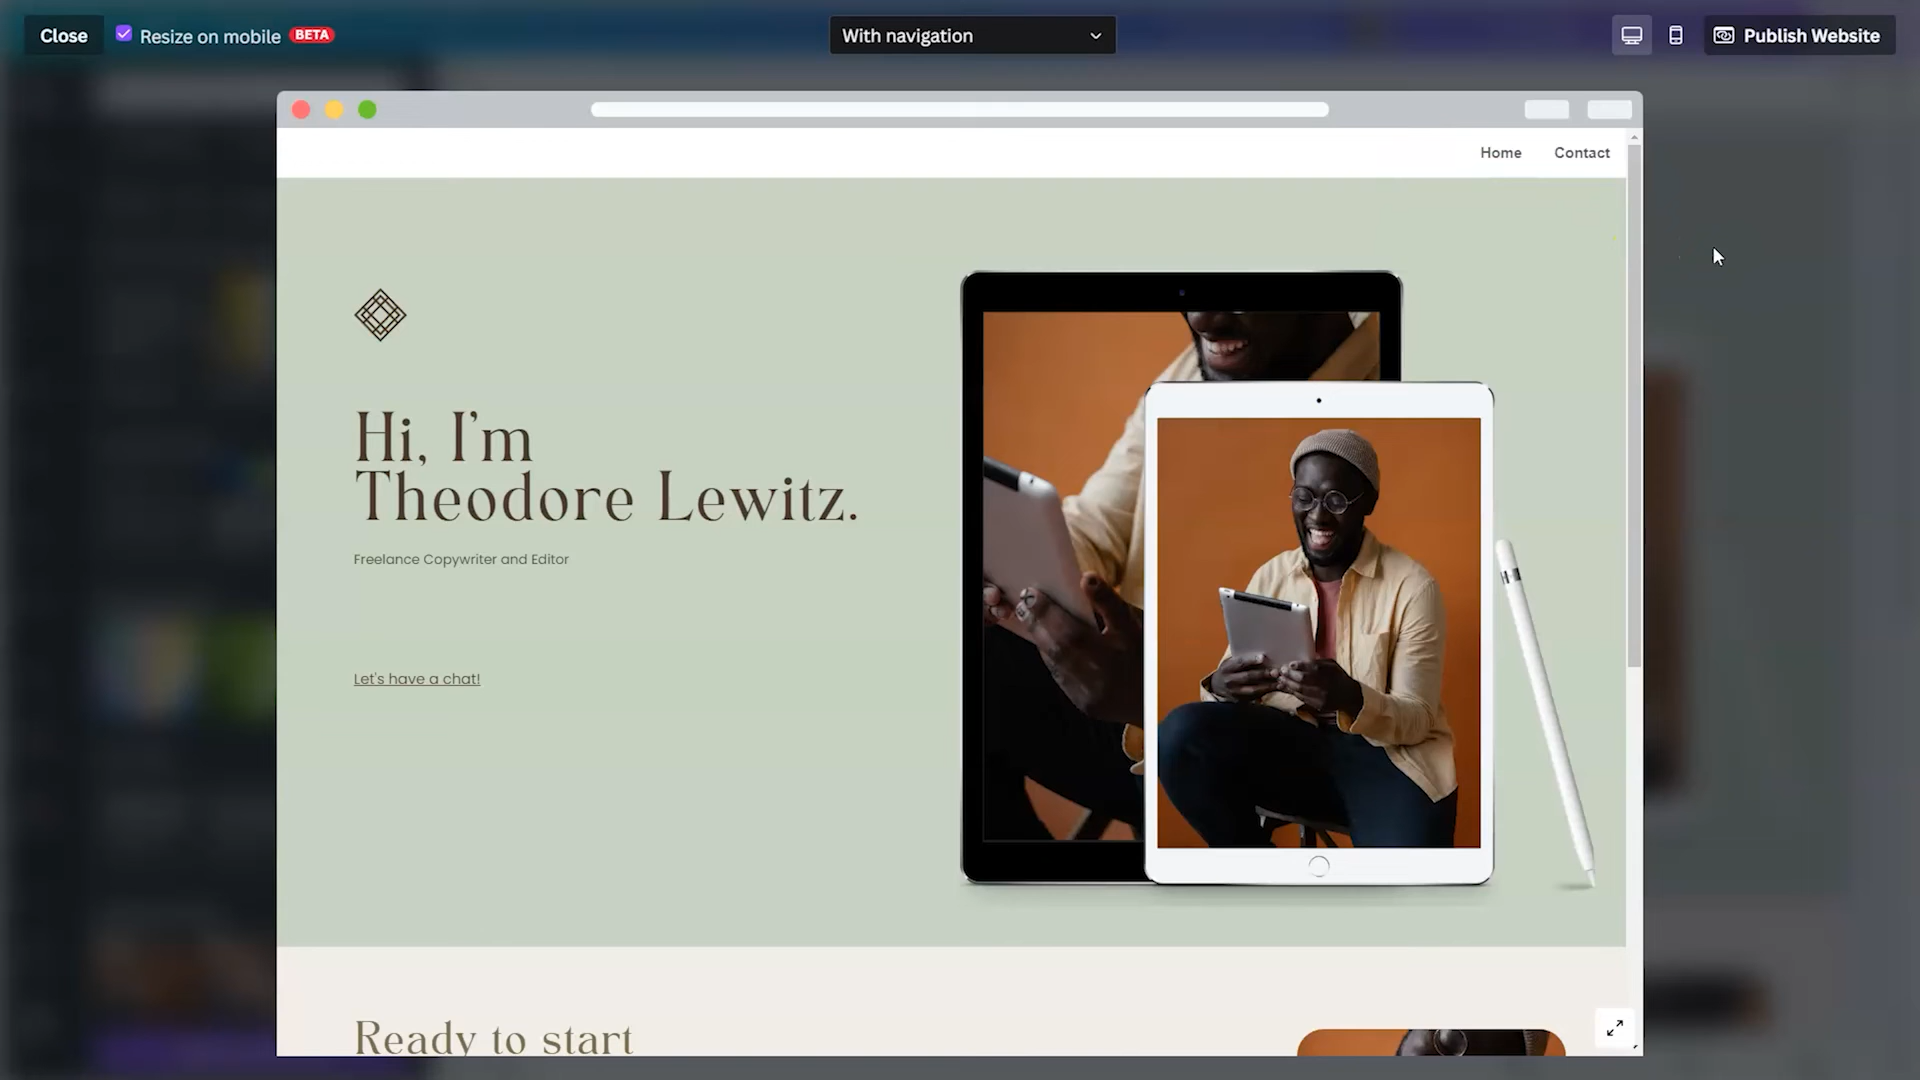 Close
Resize on mobile BETA
With navigation
Publish Website
Home Contact
Hi, I'm
Theodore Lewitz.
Freelance Copywriter and Editor
Let's have a chat!
Ready to start